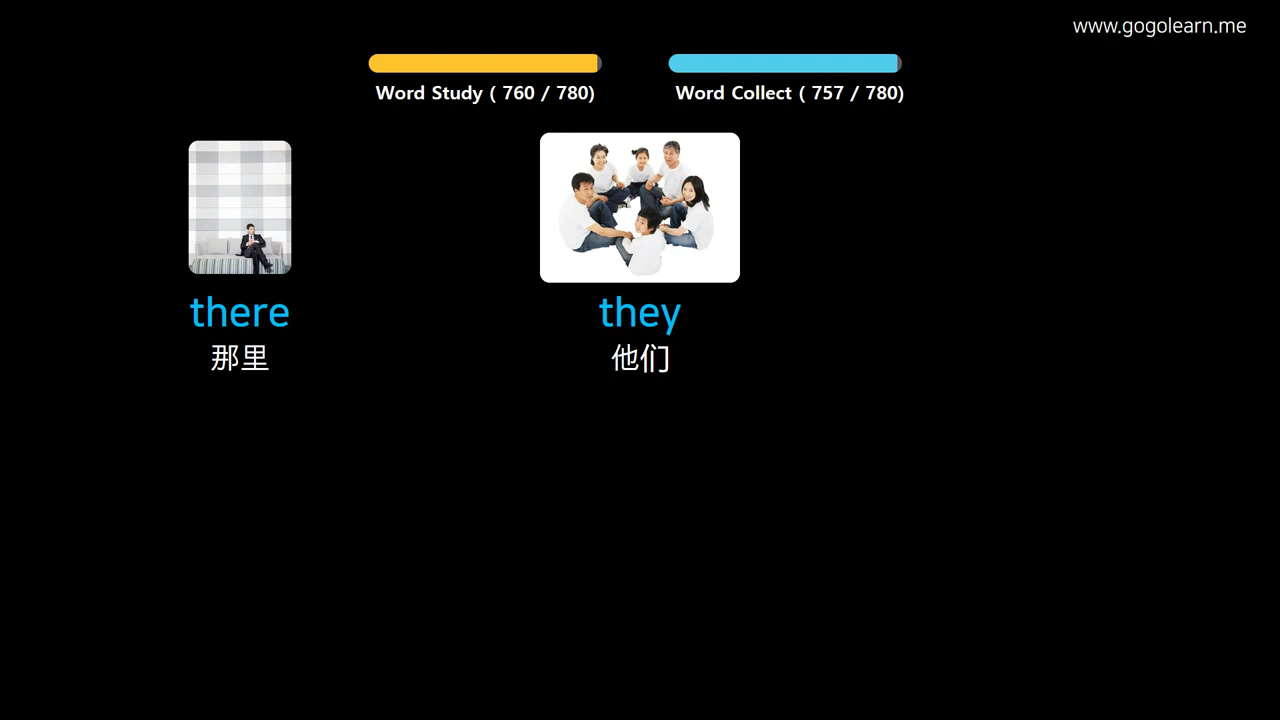 www.gogolearn.me
Word Study ( 760 / 780)
Word Collect ( 757 / 780)
there
they
那里
他们